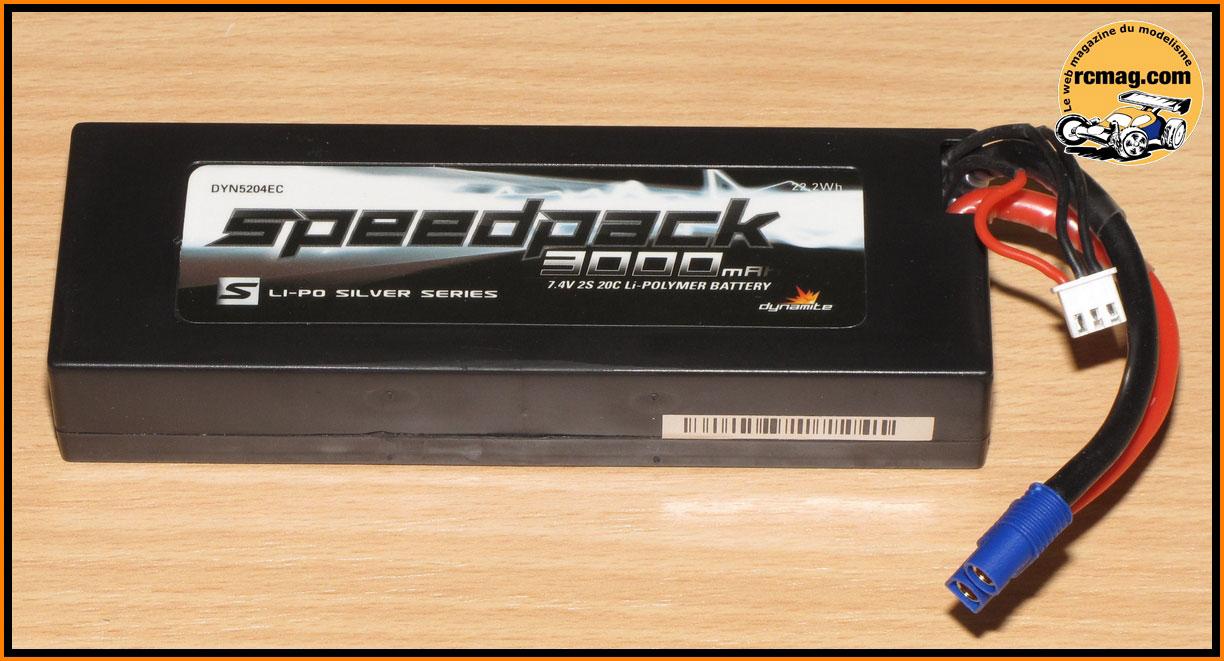 Le web magazine du modelisme
rcmag.com
DYN5204EC
22.2Wh
speedpack
3000mAh
7.4V 2S 20C Li-POLYMER BATTERY
S LI-PO SILVER SERIES
dynamite